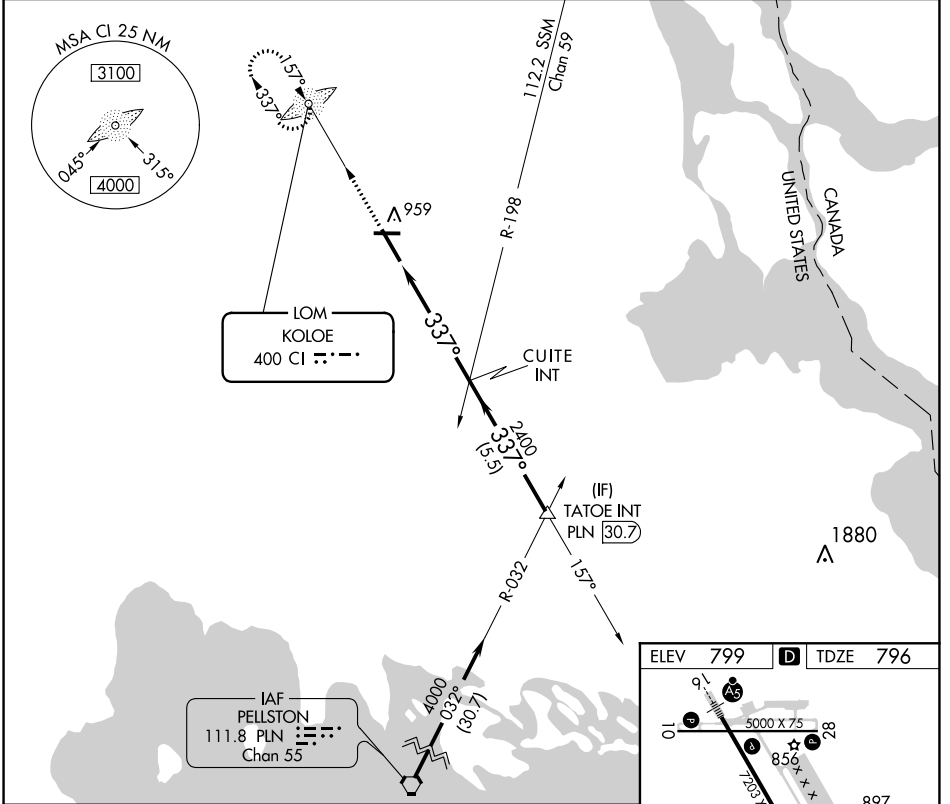 MSA CI 25 NM
3100
045°
315°
4000
157°
337°
112.2 SSM
Chan 59
R-198
CANADA
UNITED STATES
959
LOM
KOLOE
400 CI
337°
CUITE
INT
2400
337°
(5.5)
(IF)
TATOE INT
PLN 30.7
1880
R-032
157°
IAF
PELLSTON
111.8 PLN
Chan 55
4000
032°
(30.7)
ELEV 799 D TDZE 796
16
A5
P
10
5000 X 75
28
P
P
856
7203 X
897